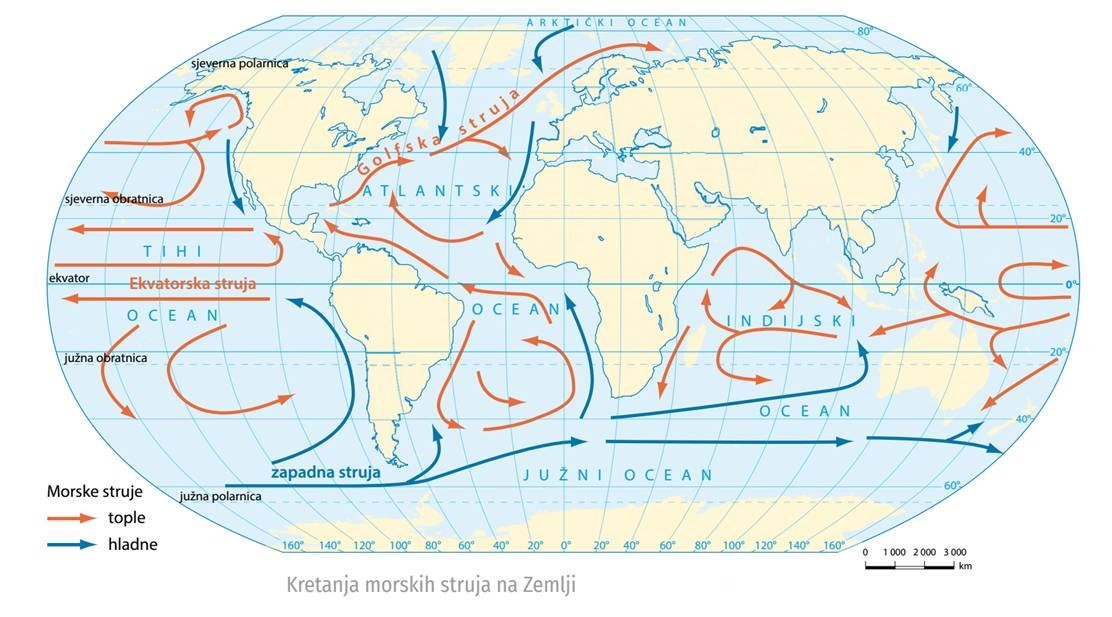 ARKTIČKI OCEAN
80°
sjeverna polarnica
60°
Golfska struja
40°
ATLANTSKI
sjeverna obratnica
20°
TIHI
ekvator
Ekvatorska struja
0°
OCEAN
OCEAN
INDIJSKI
južna obratnica
20°
OCEAN
40°
zapadna struja
JUŽNI OCEAN
60°
južna polarnica
Morske struje
tople
hladne
160° 140° 120° 100° 80° 60° 40° 20° 0° 20° 40° 60° 80° 100° 120° 140° 160°
0 1 000 2 000 3 000
km
Kretanja morskih struja na Zemlji